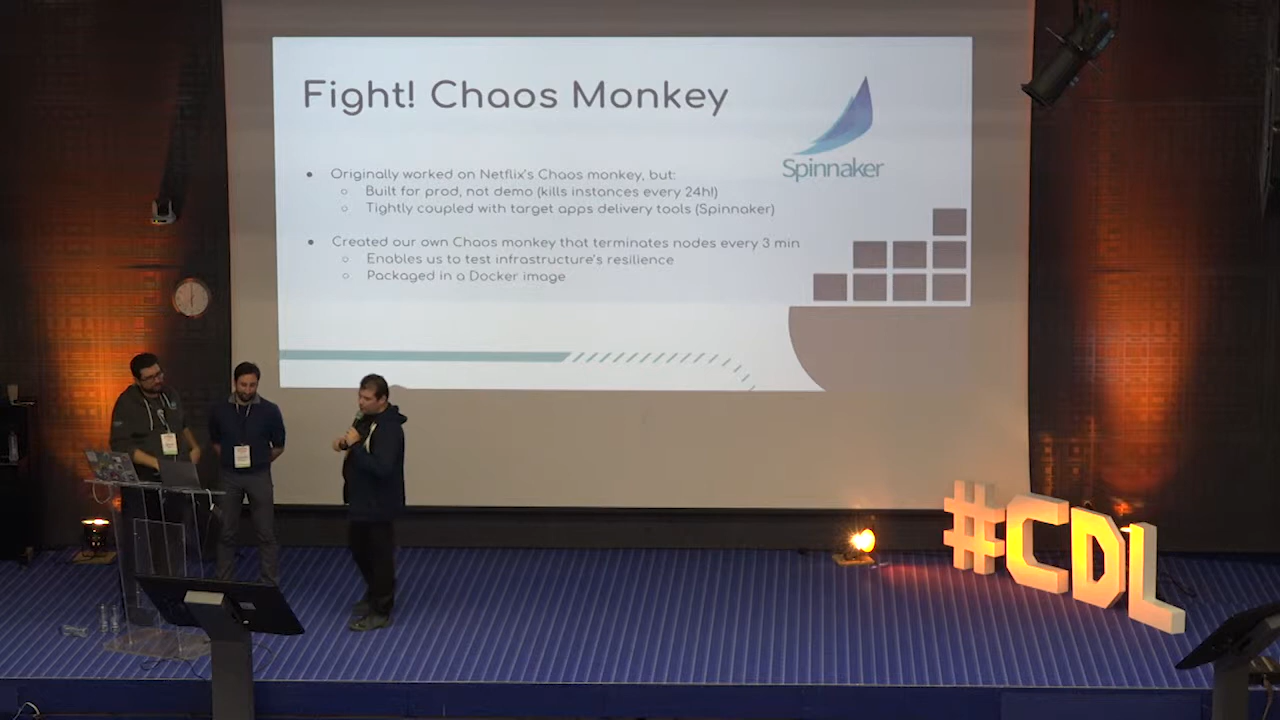 Fight! Chaos Monkey
Spinnaker
Originally worked on Netflix's Chaos monkey, but:
Built for prod, not demo (kills instances every 24h!)
Tightly coupled with target apps delivery tools (Spinnaker)
Created our own Chaos monkey that terminates nodes every 3 min
Enables us to test infrastructure's resilience
Packaged in a Docker image
#CDL